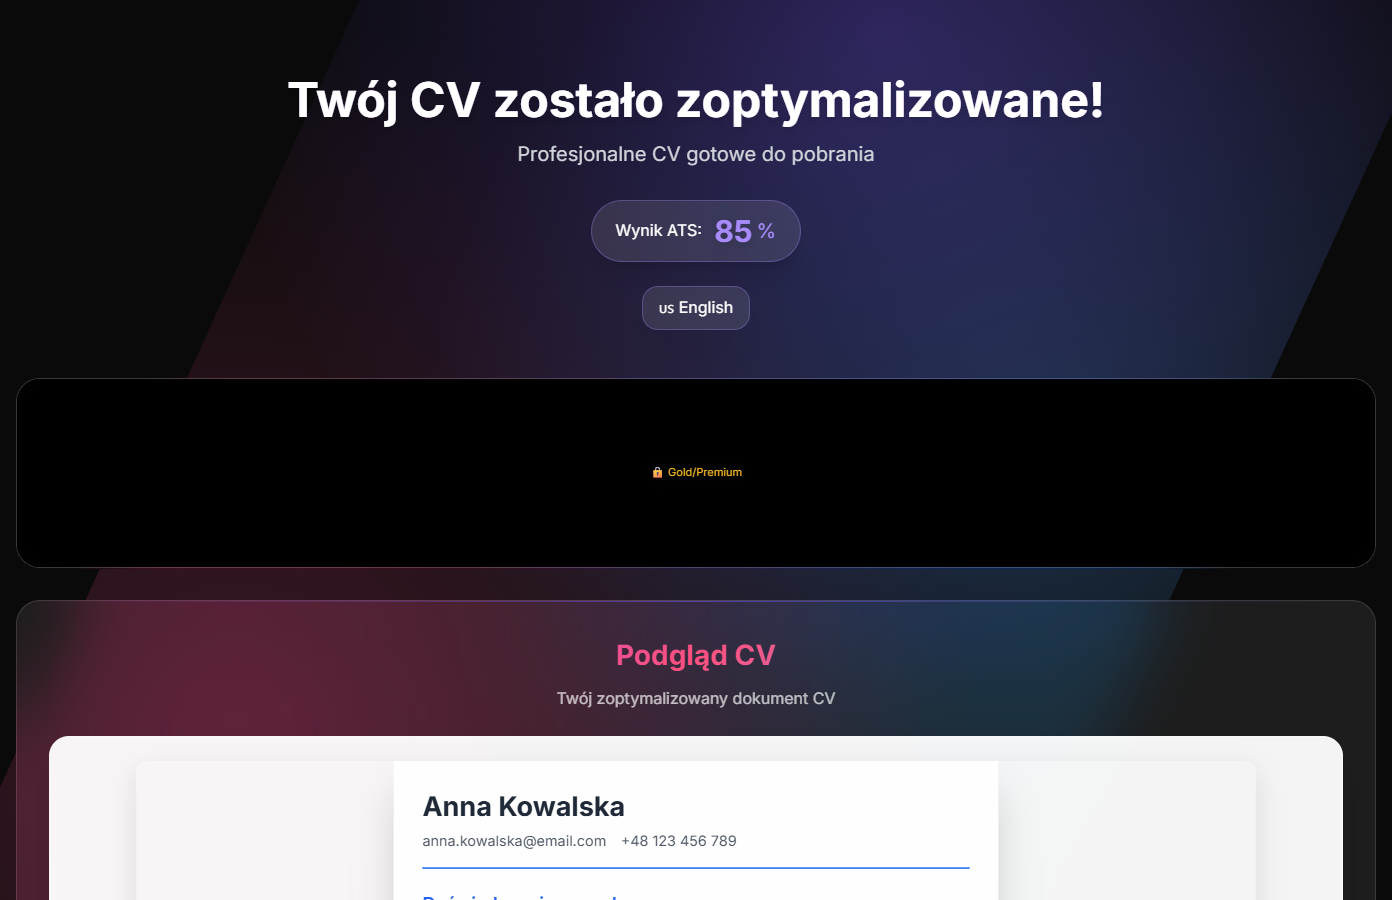 Twój CV zostało zoptymalizowane!
Profesjonalne CV gotowe do pobrania
Wynik ATS: 85 %
US English
🔒 Gold/Premium
Podgląd CV
Twój zoptymalizowany dokument CV
Anna Kowalska
anna.kowalska@email.com +48 123 456 789